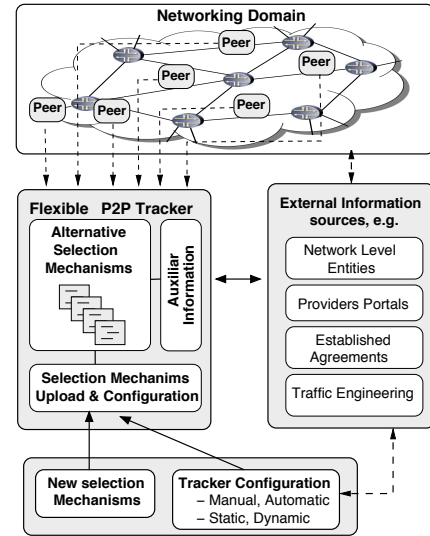 Networking Domain
Peer
Peer
Peer
Peer
Peer
Peer
Flexible P2P Tracker
Alternative
Selection
Mechanisms
Auxiliar
Information
Selection Mechanims
Upload & Configuration
External Information
sources, e.g.
Network Level
Entities
Providers Portals
Established
Agreements
Traffic Engineering
New selection
Mechanisms
Tracker Configuration
– Manual, Automatic
– Static, Dynamic